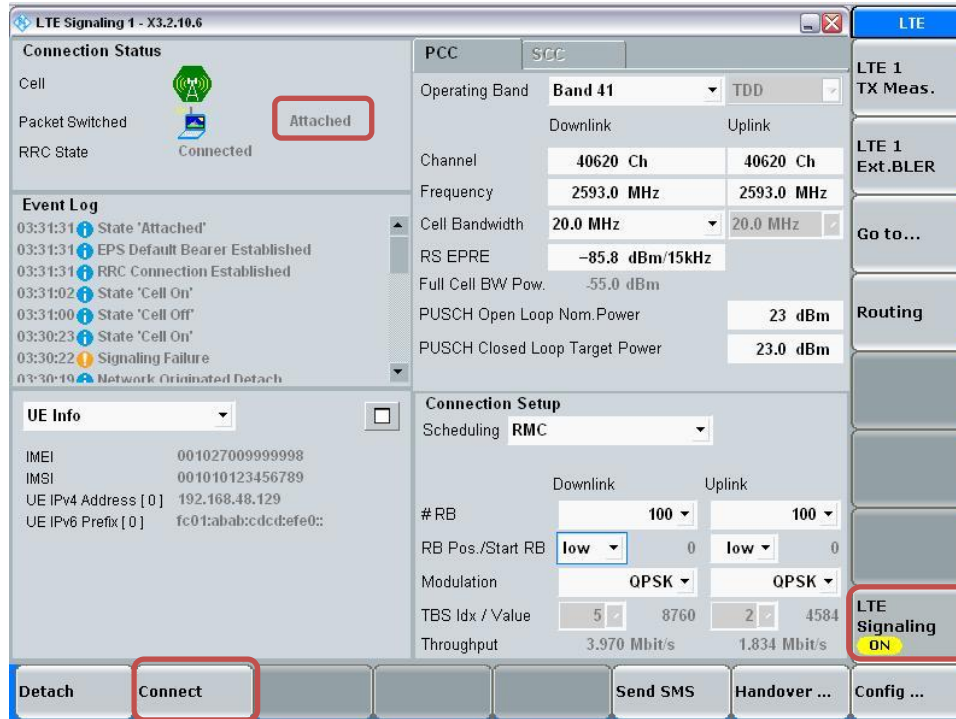 LTE Signaling 1 - X3.2.10.6
LTE
Connection Status
Cell
Packet Switched Attached
RRC State Connected
Event Log
03:31:31 State 'Attached'
03:31:31 EPS Default Bearer Established
03:31:31 RRC Connection Established
03:31:02 State 'Cell On'
03:31:00 State 'Cell Off'
03:30:23 State 'Cell On'
03:30:22 Signaling Failure
03:30:19 Network Originated Detach
UE Info
IMEI 001027009999998
IMSI 001010123456789
UE IPv4 Address [ 0 ] 192.168.48.129
UE IPv6 Prefix [ 0 ] fc01:abab:cdcd:efe0::
PCC SCC
Operating Band Band 41 TDD
Downlink Uplink
Channel 40620 Ch 40620 Ch
Frequency 2593.0 MHz 2593.0 MHz
Cell Bandwidth 20.0 MHz 20.0 MHz
RS EPRE -85.8 dBm/15kHz
Full Cell BW Pow. -55.0 dBm
PUSCH Open Loop Nom.Power 23 dBm
PUSCH Closed Loop Target Power 23.0 dBm
Connection Setup
Scheduling RMC
Downlink Uplink
# RB 100 100
RB Pos./Start RB low 0 low 0
Modulation QPSK QPSK
TBS Idx / Value 5 8760 2 4584
Throughput 3.970 Mbit/s 1.834 Mbit/s
LTE 1
TX Meas.
LTE 1
Ext.BLER
Go to...
Routing
LTE
Signaling
ON
Detach Connect Send SMS Handover ... Config ...